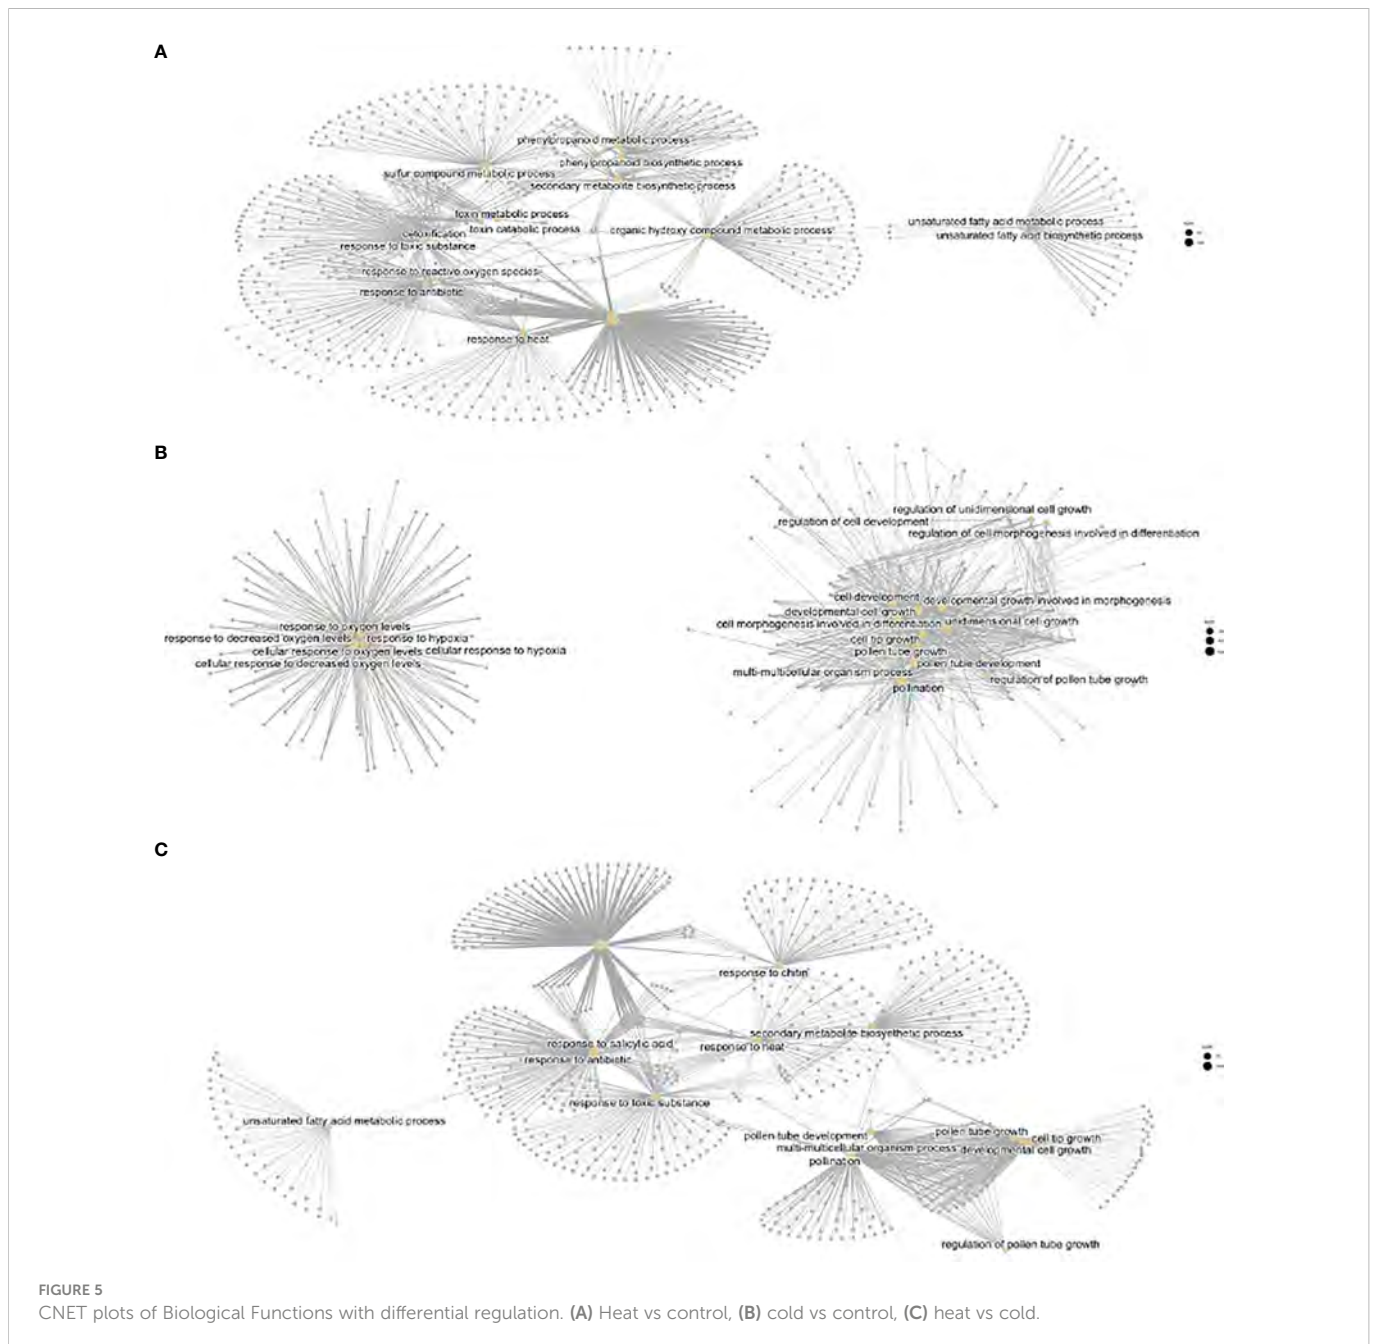 A
phenylpropanoid metabolic process
phenylpropanoid biosynthetic process
sulfur compound metabolic process
secondary metabolite biosynthetic process
toxin metabolic process
toxin catabolic process
organic hydroxy compound metabolic process
unsaturated fatty acid metabolic process
unsaturated fatty acid biosynthetic process
detoxification
response to toxic substance
response to reactive oxygen species
response to antibiotic
response to heat
B
response to oxygen levels
response to decreased oxygen levels
response to hypoxia
cellular response to oxygen levels
cellular response to hypoxia
cellular response to decreased oxygen levels
regulation of unidimensional cell growth
regulation of cell development
regulation of cell morphogenesis involved in differentiation
cell development
developmental growth involved in morphogenesis
developmental cell growth
cell morphogenesis involved in differentiation
unidimensional cell growth
cell tip growth
pollen tube growth
pollen tube development
multi-multicellular organism process
regulation of pollen tube growth
pollination
C
response to chitin
secondary metabolite biosynthetic process
response to salicylic acid
response to heat
response to antibiotic
response to toxic substance
unsaturated fatty acid metabolic process
pollen tube development
pollen tube growth
cell tip growth
multi-multicellular organism process
developmental cell growth
pollination
regulation of pollen tube growth
FIGURE 5
CNET plots of Biological Functions with differential regulation. (A) Heat vs control, (B) cold vs control, (C) heat vs cold.